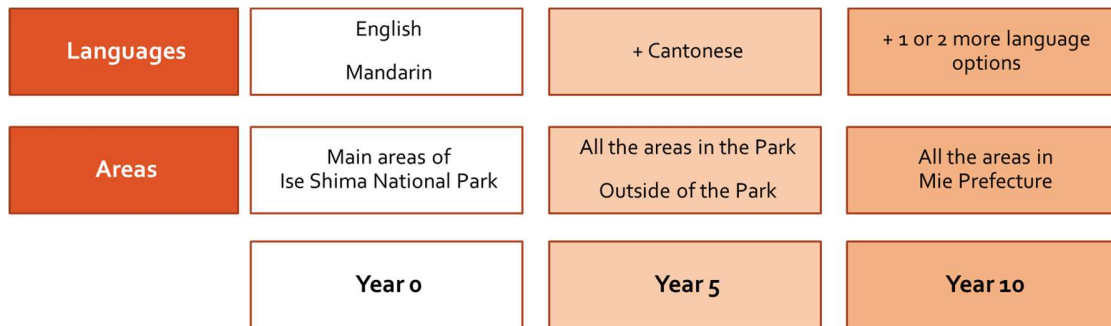 Languages
English
Mandarin
+ Cantonese
+ 1 or 2 more language
options
Areas
Main areas of
Ise Shima National Park
All the areas in the Park
Outside of the Park
All the areas in
Mie Prefecture
Year 0
Year 5
Year 10